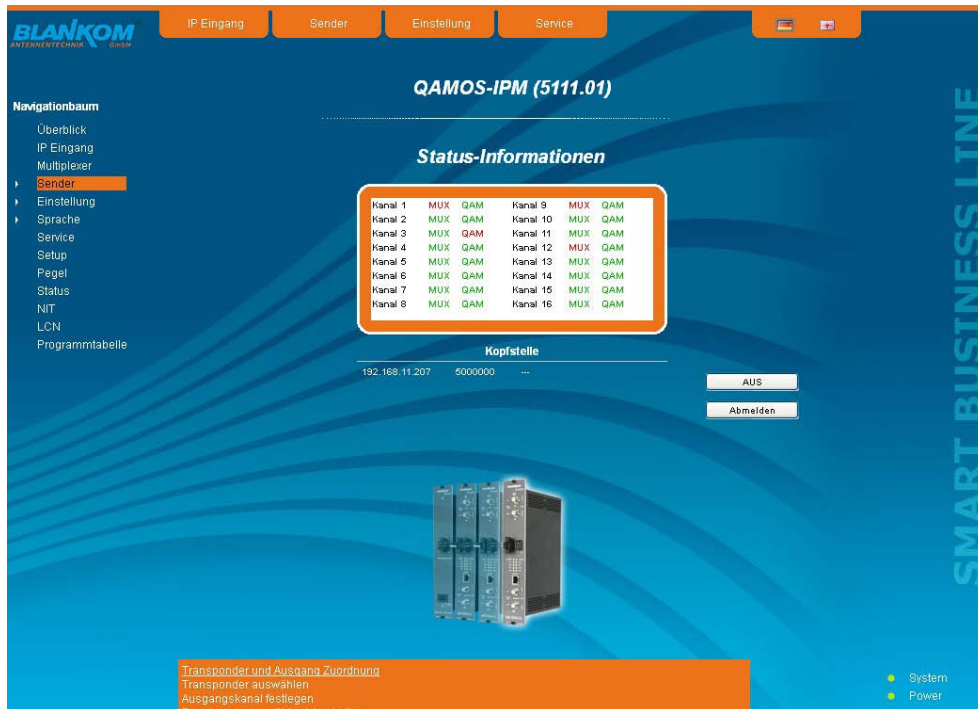 BLANKOM
ANTENNENTECHNIK GmbH
IP Eingang
Sender
Einstellung
Service
QAMOS-IPM (5111.01)
Navigationbaum
Überblick
IP Eingang
Multiplexer
Sender
Einstellung
Sprache
Service
Setup
Pegel
Status
NIT
LCN
Programmtabelle
Status-Informationen
Kanal 1 MUX QAM Kanal 9 MUX QAM
Kanal 2 MUX QAM Kanal 10 MUX QAM
Kanal 3 MUX QAM Kanal 11 MUX QAM
Kanal 4 MUX QAM Kanal 12 MUX QAM
Kanal 5 MUX QAM Kanal 13 MUX QAM
Kanal 6 MUX QAM Kanal 14 MUX QAM
Kanal 7 MUX QAM Kanal 15 MUX QAM
Kanal 8 MUX QAM Kanal 16 MUX QAM
Kopfstelle
192.168.11.207 5000000 ---
AUS
Abmelden
SMART BUSINESS LINE
Transponder und Ausgang Zuordnung
Transponder auswählen
Ausgangskanal festlegen
System
Power